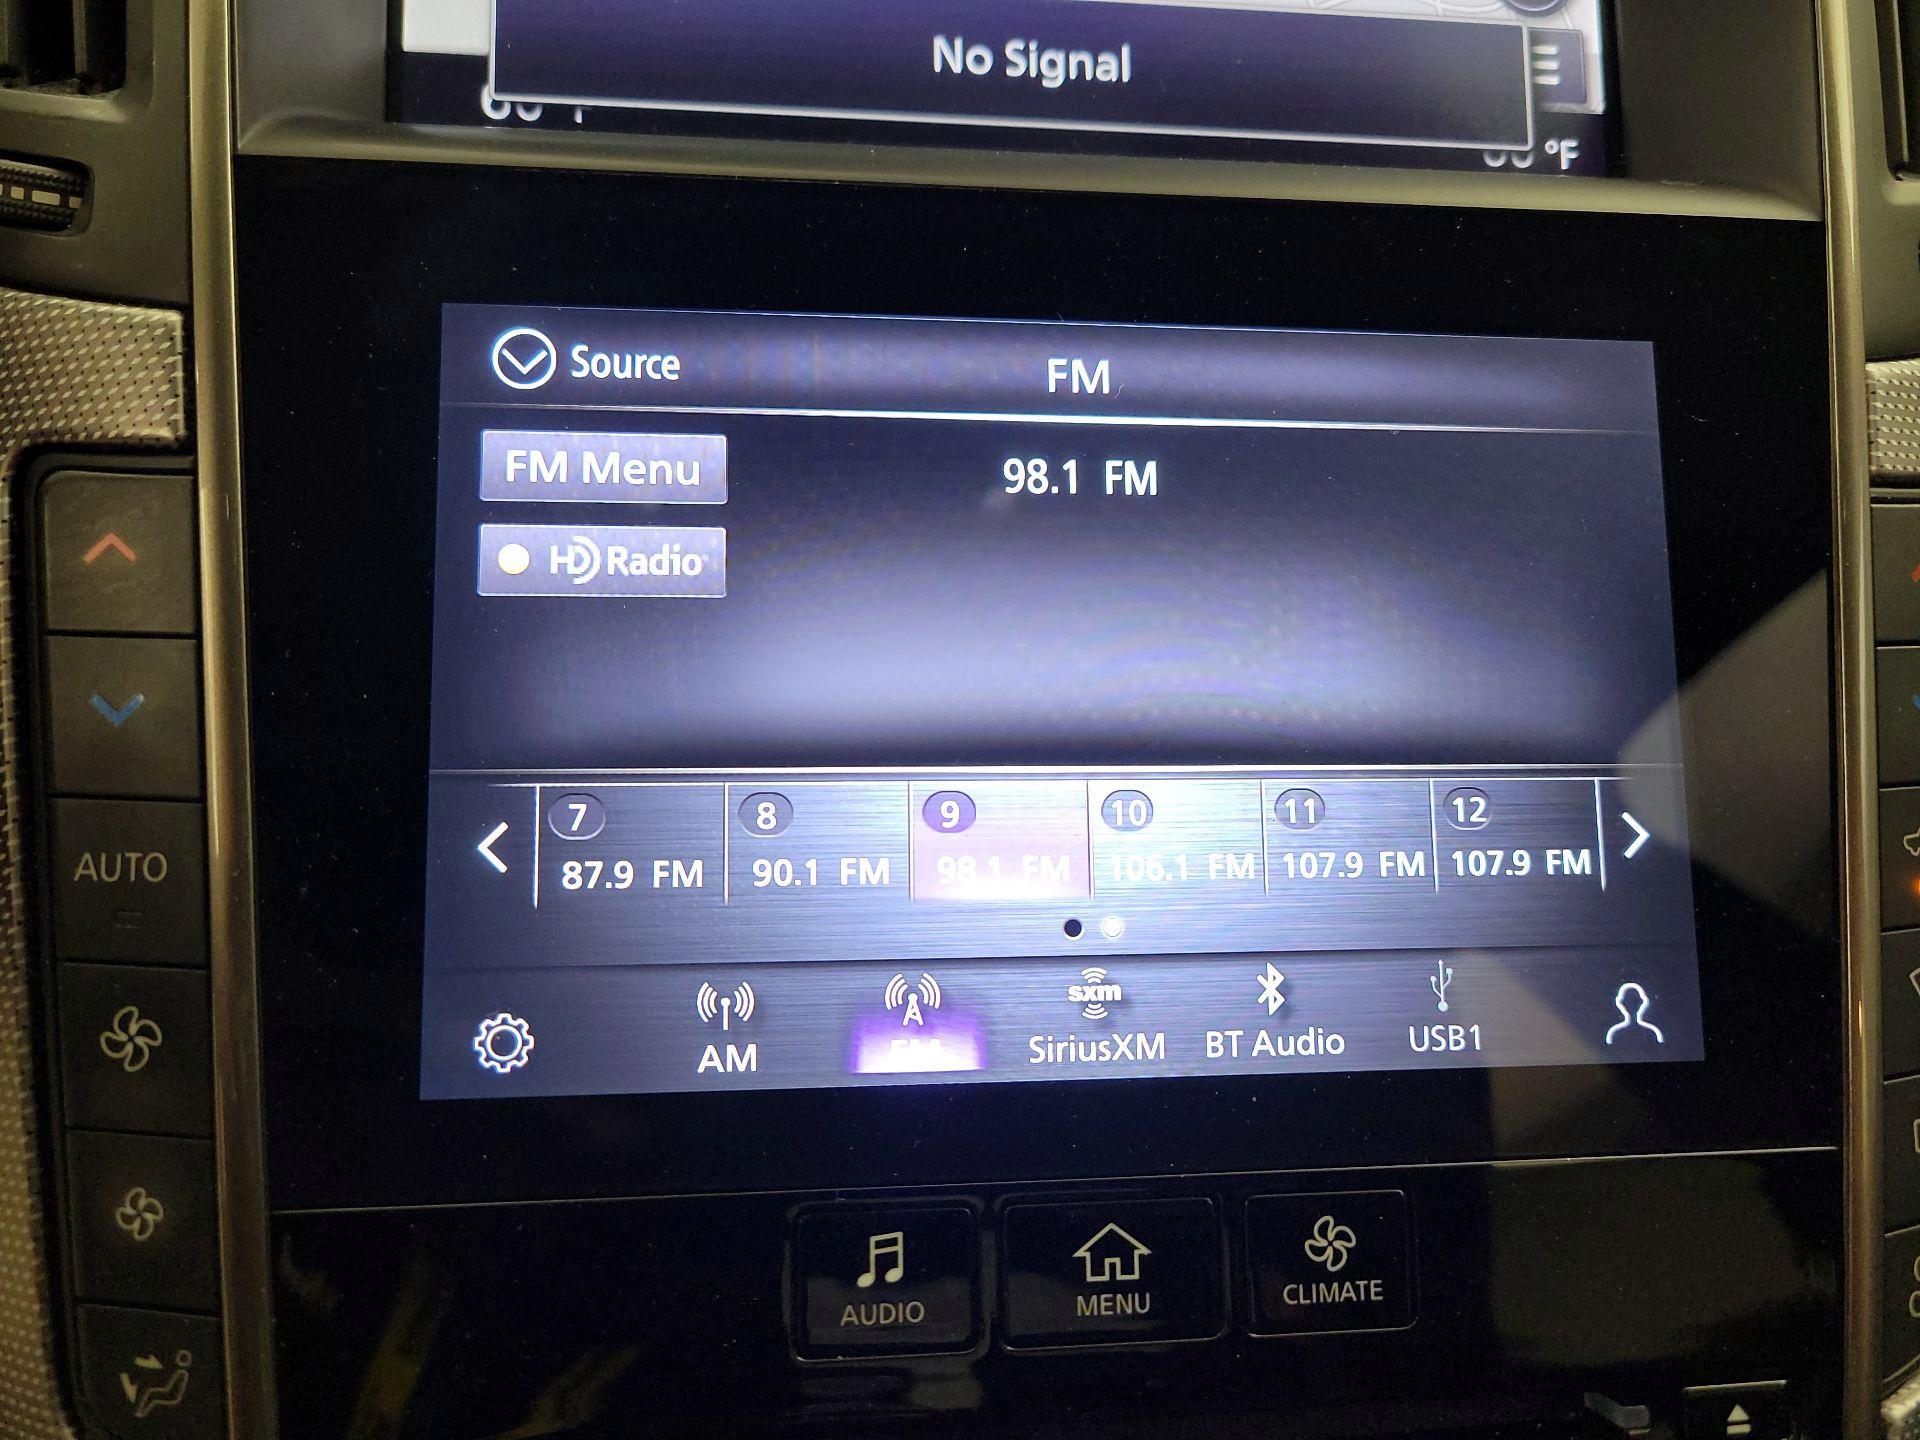 No Signal
°F
Source
FM
FM Menu
98.1 FM
HD Radio
7 8 9 10 11 12
87.9 FM 90.1 FM 98.1 FM 106.1 FM 107.9 FM 107.9 FM
AUTO
sxm
AM FM SiriusXM BT Audio USB1
AUDIO MENU CLIMATE